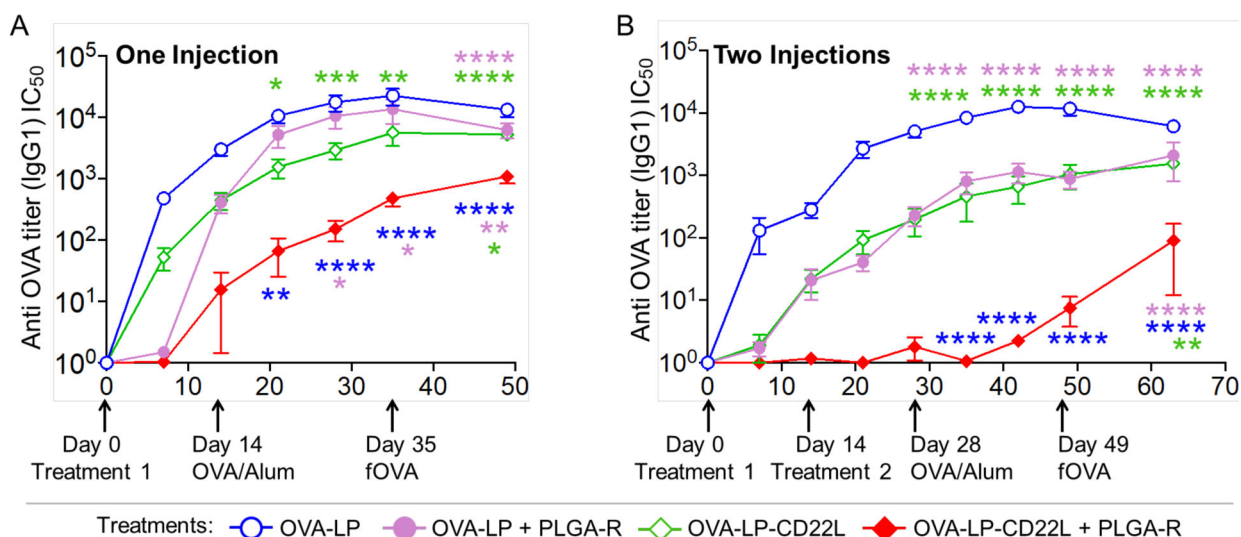 A
One Injection
Anti OVA titer (IgG1) IC50
10^5
10^4
10^3
10^2
10^1
10^0
* *** ** ****
****
**** ** *
**** *
**** *
**
0 10 20 30 40 50
Day 0
Treatment 1
Day 14
OVA/Alum
Day 35
fOVA
B
Two Injections
Anti OVA titer (IgG1) IC50
10^5
10^4
10^3
10^2
10^1
10^0
**** **** **** ****
**** **** **** ****
**** **** ****
****
****
**
0 10 20 30 40 50 60 70
Day 0
Treatment 1
Day 14
Treatment 2
Day 28
OVA/Alum
Day 49
fOVA
Treatments: OVA-LP OVA-LP + PLGA-R OVA-LP-CD22L OVA-LP-CD22L + PLGA-R